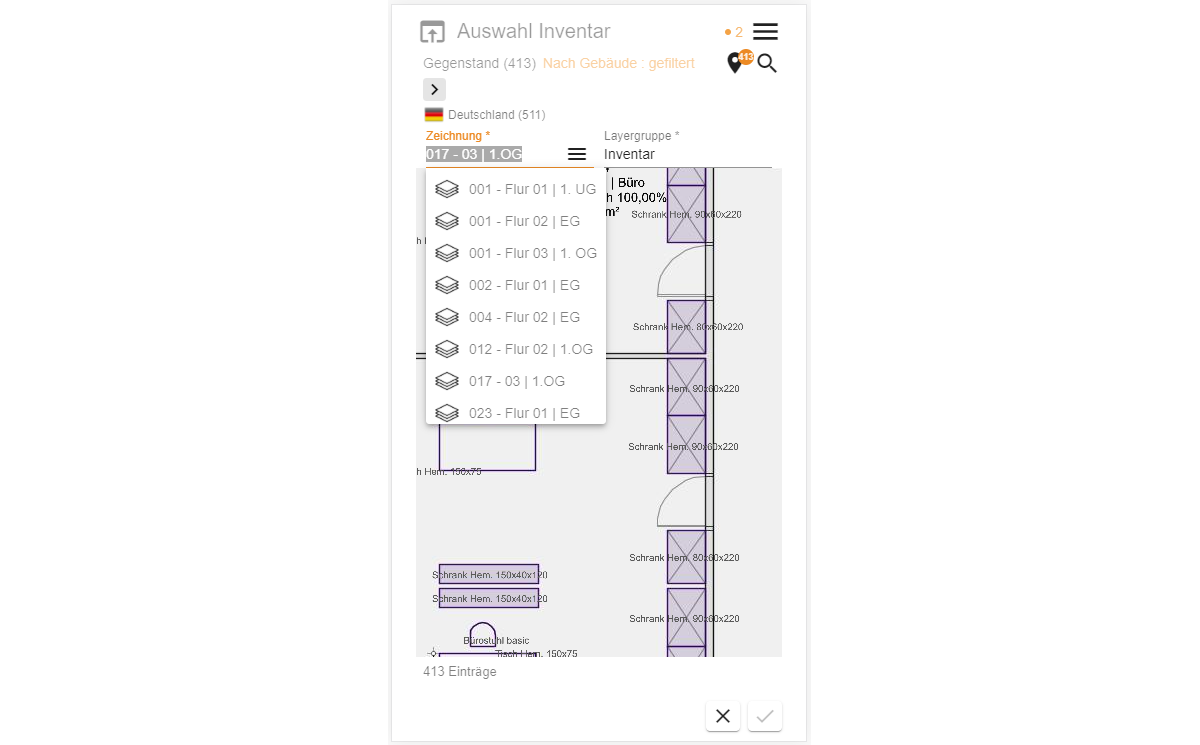 Auswahl Inventar
2
Gegenstand (413) Nach Gebäude : gefiltert
413
Deutschland (511)
Zeichnung *
Layergruppe *
017 - 03 | 1.OG
Inventar
001 - Flur 01 | 1. UG
001 - Flur 02 | EG
001 - Flur 03 | 1. OG
002 - Flur 01 | EG
004 - Flur 02 | EG
012 - Flur 02 | 1.OG
017 - 03 | 1.OG
023 - Flur 01 | EG
| Büro
h 100,00%
m²
Schrank Hem. 90x60x220
Schrank Hem. 80x60x220
Schrank Hem. 90x60x220
Schrank Hem. 90x60x220
h Hem. 150x75
Schrank Hem. 80x60x220
Schrank Hem. 150x40x120
Schrank Hem. 150x40x120
Schrank Hem. 90x60x220
Bürostuhl basic
Tisch Hem. 150x75
413 Einträge